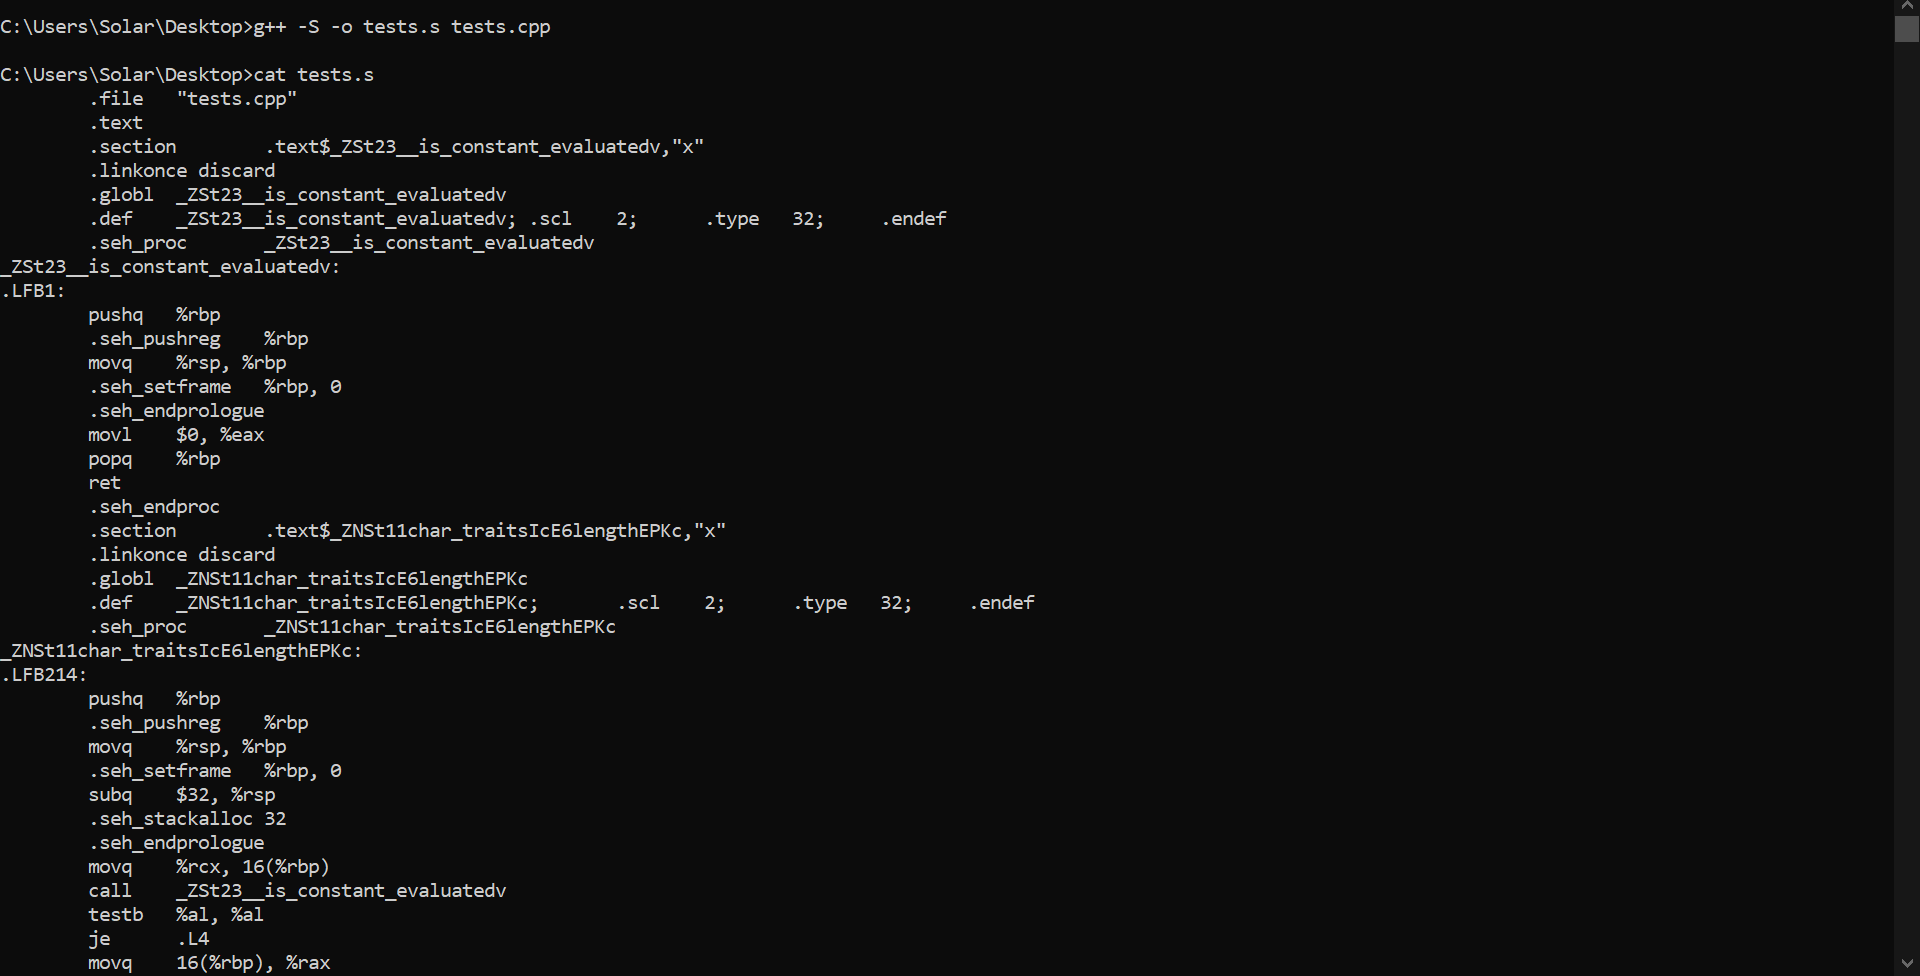 C:\Users\Solar\Desktop>g++ -S -o tests.s tests.cpp
C:\Users\Solar\Desktop>cat tests.s
        .file   "tests.cpp"
        .text
        .section        .text$_ZSt23__is_constant_evaluatedv,"x"
        .linkonce discard
        .globl  _ZSt23__is_constant_evaluatedv
        .def    _ZSt23__is_constant_evaluatedv; .scl    2;      .type   32;     .endef
        .seh_proc       _ZSt23__is_constant_evaluatedv
_ZSt23__is_constant_evaluatedv:
.LFB1:
        pushq   %rbp
        .seh_pushreg    %rbp
        movq    %rsp, %rbp
        .seh_setframe   %rbp, 0
        .seh_endprologue
        movl    $0, %eax
        popq    %rbp
        ret
        .seh_endproc
        .section        .text$_ZNSt11char_traitsIcE6lengthEPKc,"x"
        .linkonce discard
        .globl  _ZNSt11char_traitsIcE6lengthEPKc
        .def    _ZNSt11char_traitsIcE6lengthEPKc;       .scl    2;      .type   32;     .endef
        .seh_proc       _ZNSt11char_traitsIcE6lengthEPKc
_ZNSt11char_traitsIcE6lengthEPKc:
.LFB214:
        pushq   %rbp
        .seh_pushreg    %rbp
        movq    %rsp, %rbp
        .seh_setframe   %rbp, 0
        subq    $32, %rsp
        .seh_stackalloc 32
        .seh_endprologue
        movq    %rcx, 16(%rbp)
        call    _ZSt23__is_constant_evaluatedv
        testb   %al, %al
        je      .L4
        movq    16(%rbp), %rax